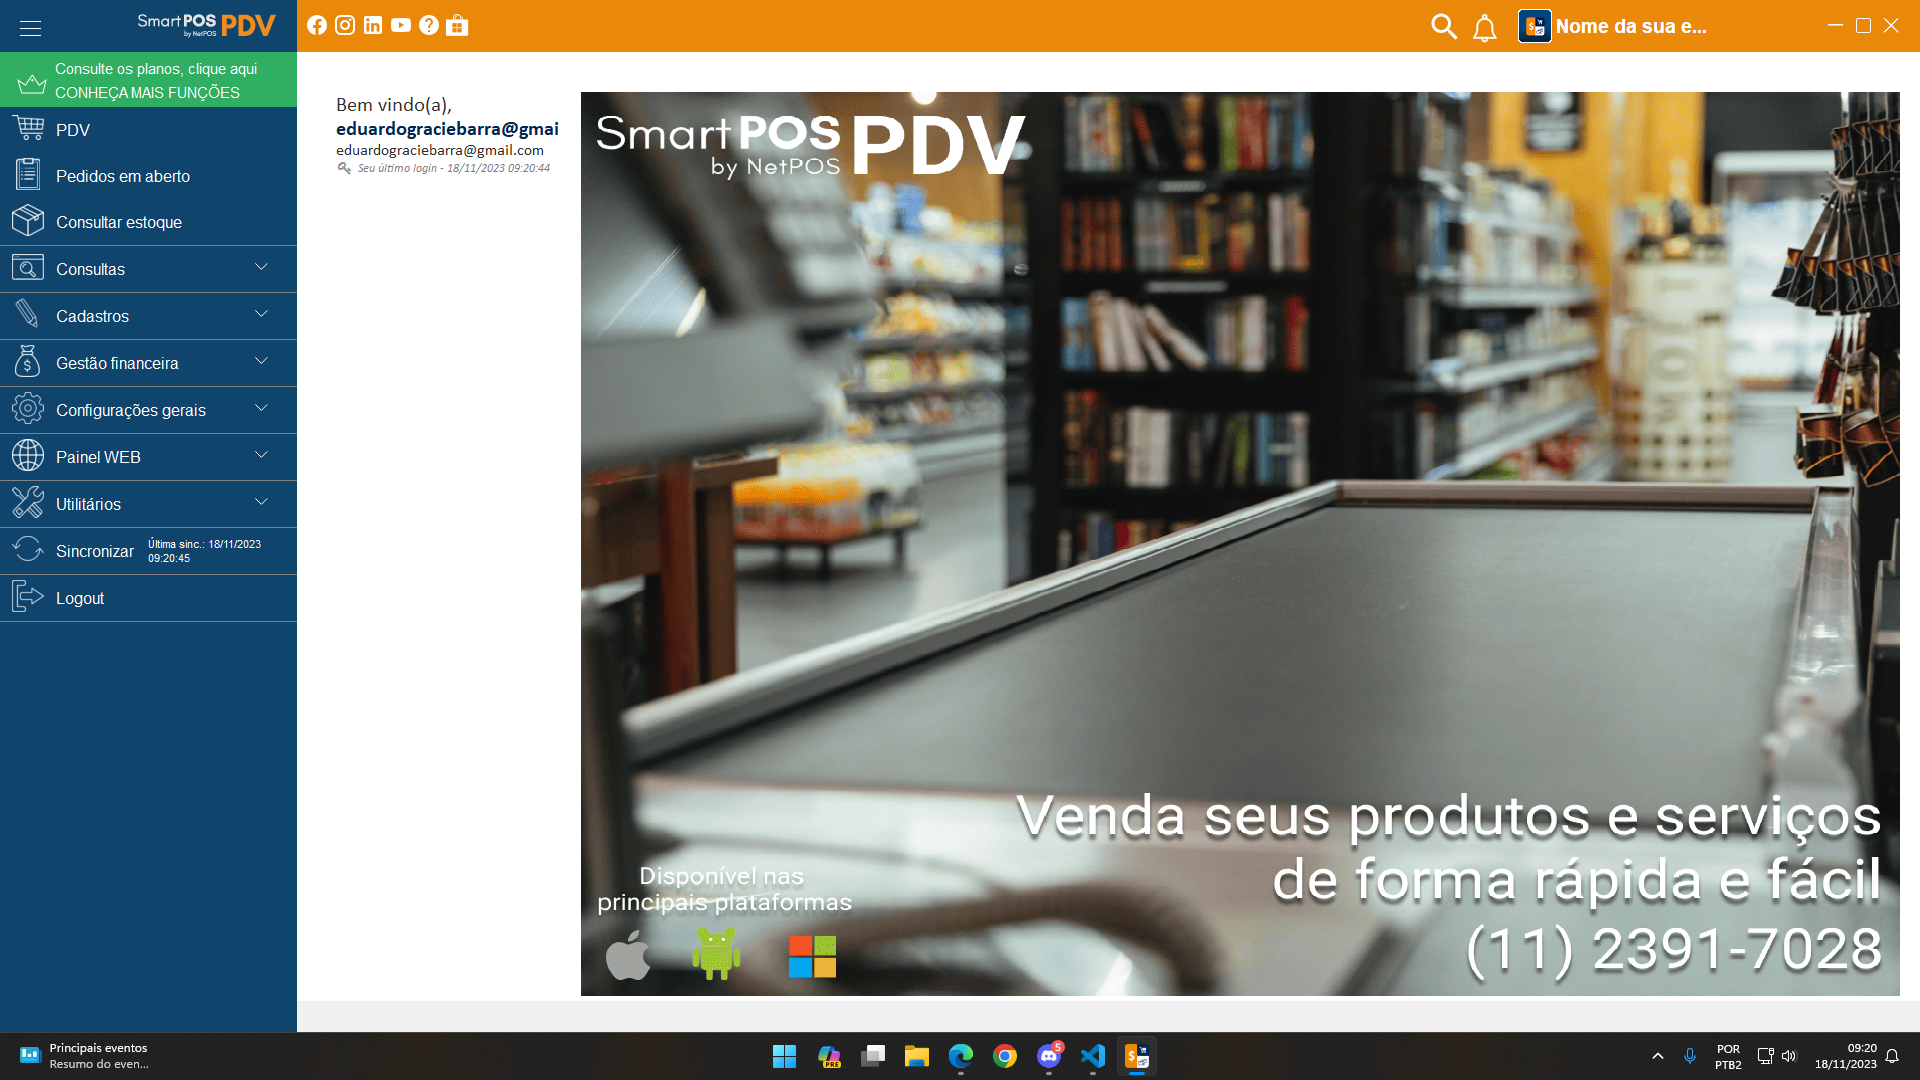 SmartPOS PDV
by NetPOS
Nome da sua e...
Consulte os planos, clique aqui
CONHEÇA MAIS FUNÇÕES
PDV
Pedidos em aberto
Consultar estoque
Consultas
Cadastros
Gestão financeira
Configurações gerais
Painel WEB
Utilitários
Sincronizar
Última sinc.: 18/11/2023
09:20:45
Logout
Bem vindo(a),
eduardograciebarra@gmai
eduardograciebarra@gmail.com
Seu último login - 18/11/2023 09:20:44
SmartPOS PDV
by NetPOS
Venda seus produtos e serviços
de forma rápida e fácil
(11) 2391-7028
Disponível nas
principais plataformas
Principais eventos
Resumo do even...
PRE
5
POR
PTB2
09:20
18/11/2023